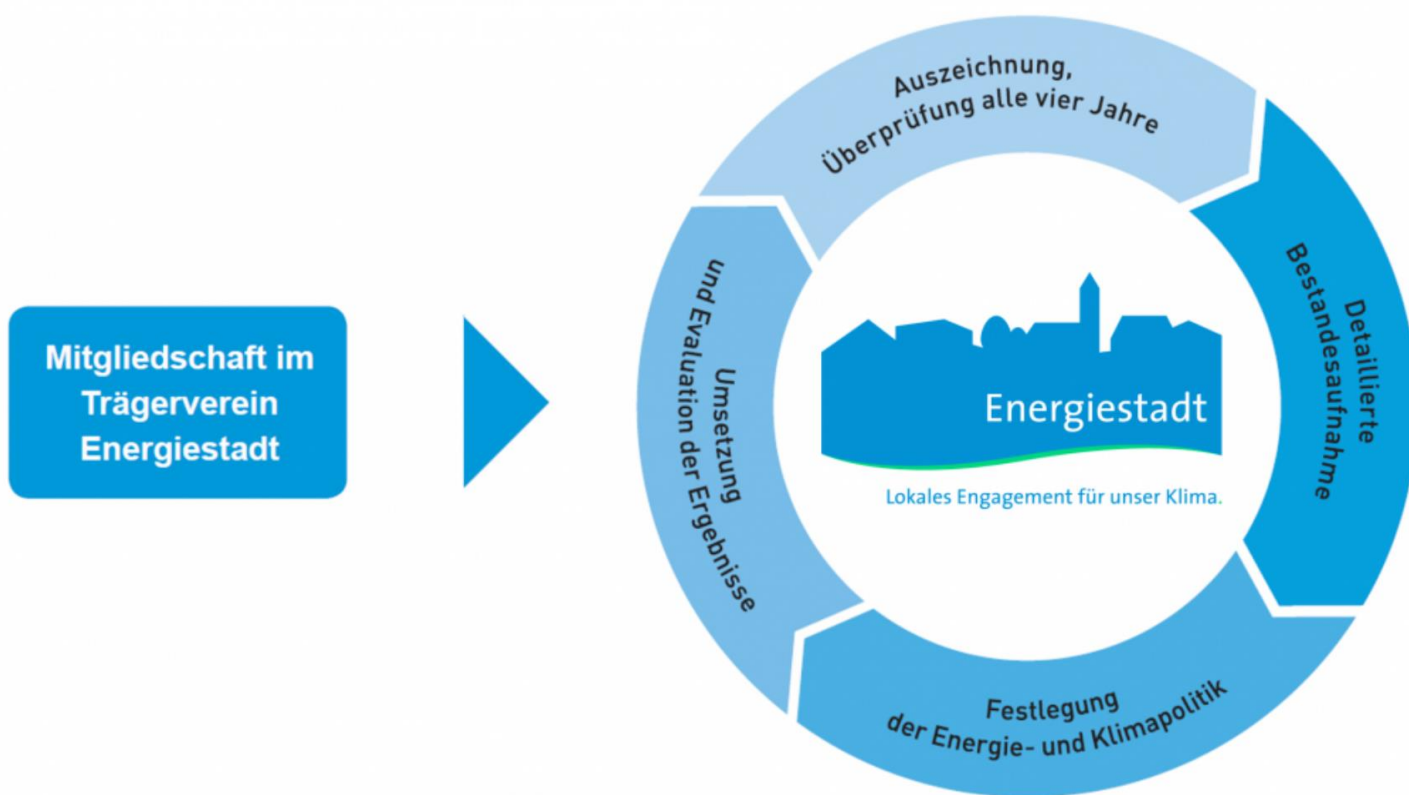 Mitgliedschaft im
Trägerverein
Energiestadt
Auszeichnung,
Überprüfung alle vier Jahre
Detaillierte
Bestandesaufnahme
Festlegung
der Energie- und Klimapolitik
Umsetzung
und Evaluation der Ergebnisse
Energiestadt
Lokales Engagement für unser Klima.